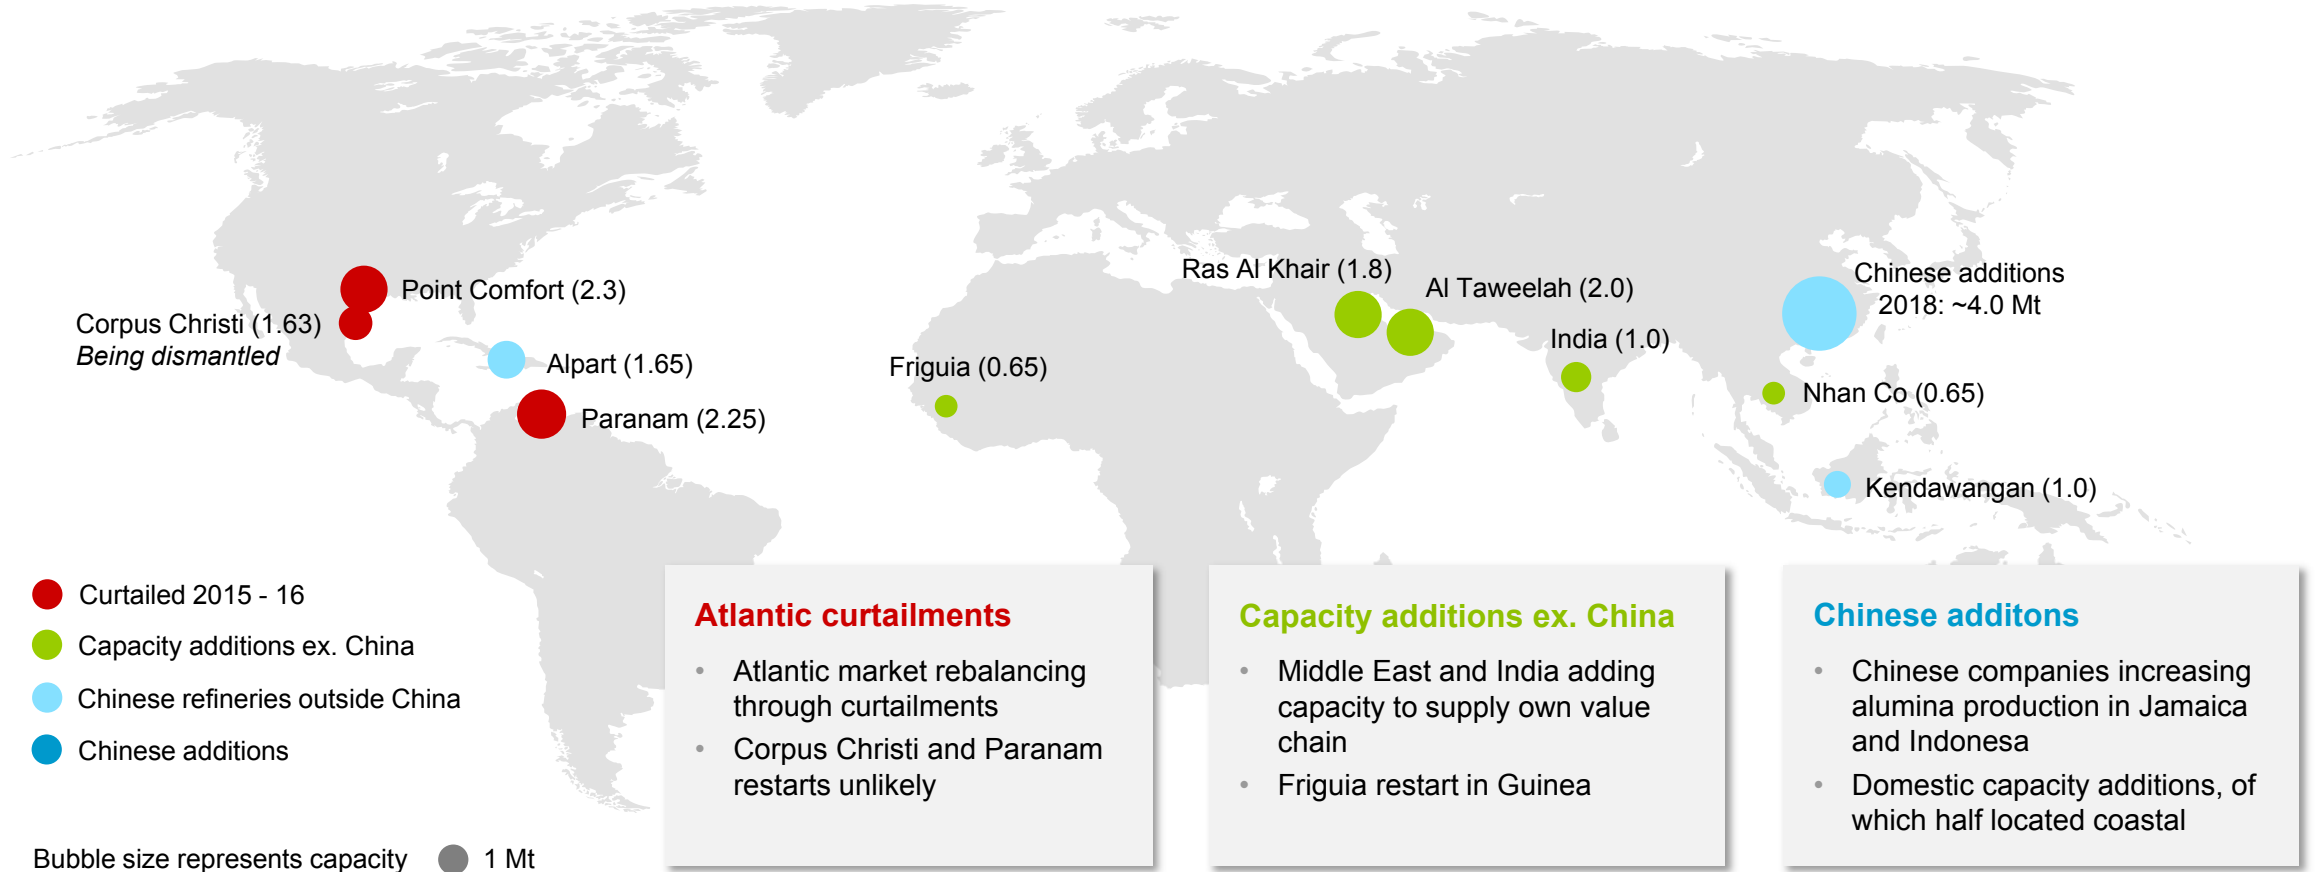 Point Comfort (2.3)
Corpus Christi (1.63)
Being dismantled
Alpart (1.65)
Paranam (2.25)
Friguia (0.65)
Ras Al Khair (1.8)
Al Taweelah (2.0)
India (1.0)
Chinese additions
2018: ~4.0 Mt
Nhan Co (0.65)
Kendawangan (1.0)
Curtailed 2015 - 16
Capacity additions ex. China
Chinese refineries outside China
Chinese additions
Bubble size represents capacity
1 Mt
Atlantic curtailments
• Atlantic market rebalancing
through curtailments
• Corpus Christi and Paranam
restarts unlikely
Capacity additions ex. China
• Middle East and India adding
capacity to supply own value
chain
• Friguia restart in Guinea
Chinese additons
• Chinese companies increasing
alumina production in Jamaica
and Indonesa
• Domestic capacity additions, of
which half located coastal